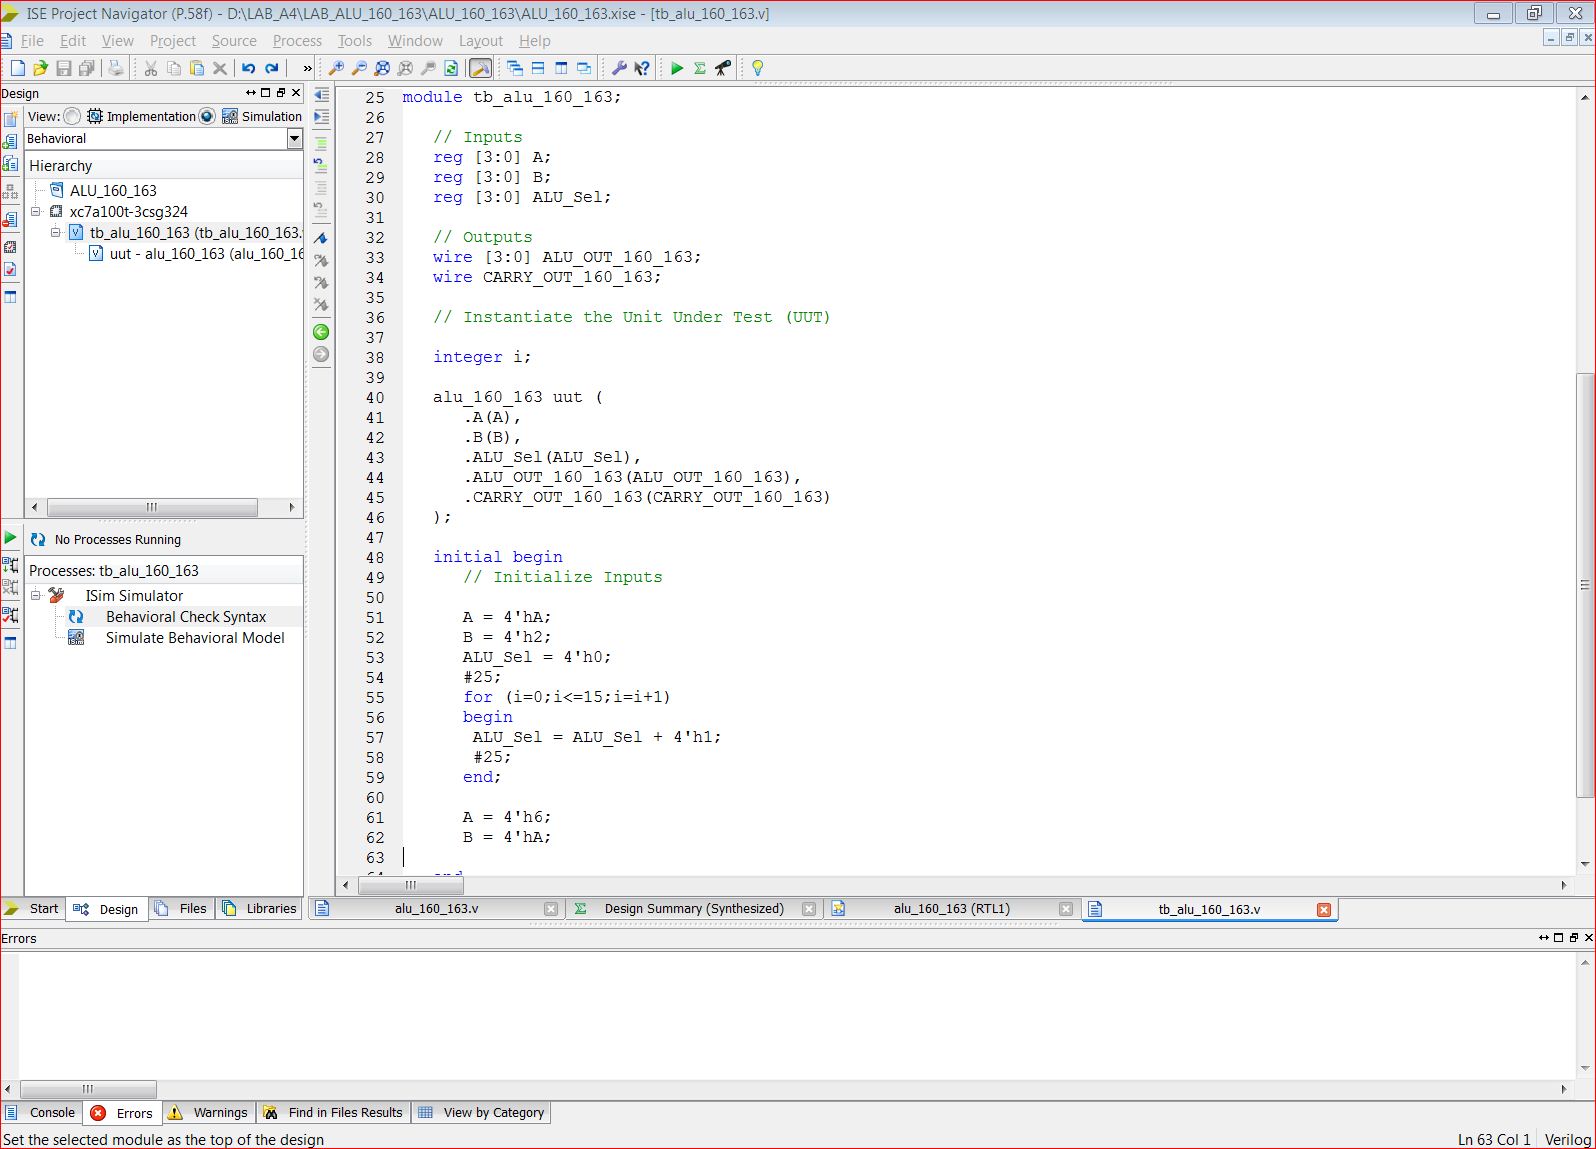 ISE Project Navigator (P.58f) - D:\LAB_A4\LAB_ALU_160_163\ALU_160_163\ALU_160_163.xise - [tb_alu_160_163.v]
File Edit View Project Source Process Tools Window Layout Help
»
Design
View: Implementation Simulation
Behavioral
Hierarchy
ALU_160_163
xc7a100t-3csg324
tb_alu_160_163 (tb_alu_160_163.
uut - alu_160_163 (alu_160_16
No Processes Running
Processes: tb_alu_160_163
ISim Simulator
Behavioral Check Syntax
Simulate Behavioral Model
Start Design Files Libraries
25 module tb_alu_160_163;
26
27 // Inputs
28 reg [3:0] A;
29 reg [3:0] B;
30 reg [3:0] ALU_Sel;
31
32 // Outputs
33 wire [3:0] ALU_OUT_160_163;
34 wire CARRY_OUT_160_163;
35
36 // Instantiate the Unit Under Test (UUT)
37
38 integer i;
39
40 alu_160_163 uut (
41 .A(A),
42 .B(B),
43 .ALU_Sel(ALU_Sel),
44 .ALU_OUT_160_163(ALU_OUT_160_163),
45 .CARRY_OUT_160_163(CARRY_OUT_160_163)
46 );
47
48 initial begin
49 // Initialize Inputs
50
51 A = 4'hA;
52 B = 4'h2;
53 ALU_Sel = 4'h0;
54 #25;
55 for (i=0;i<=15;i=i+1)
56 begin
57 ALU_Sel = ALU_Sel + 4'h1;
58 #25;
59 end;
60
61 A = 4'h6;
62 B = 4'hA;
63
alu_160_163.v Design Summary (Synthesized) alu_160_163 (RTL1) tb_alu_160_163.v
Errors
Console Errors Warnings Find in Files Results View by Category
Set the selected module as the top of the design Ln 63 Col 1 Verilog